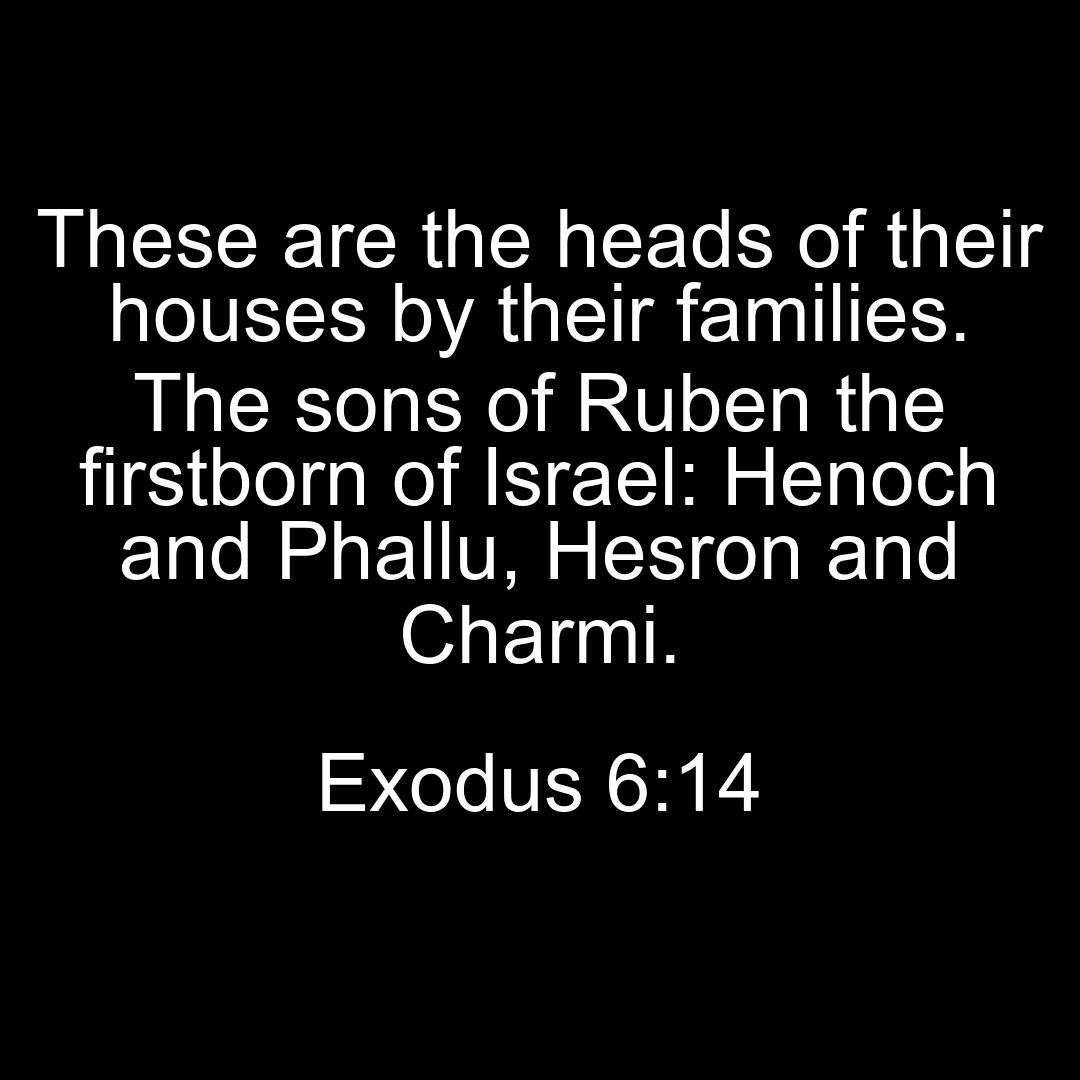 These are the heads of their
houses by their families.
The sons of Ruben the
firstborn of Israel: Henoch
and Phallu, Hesron and
Charmi.
Exodus 6:14